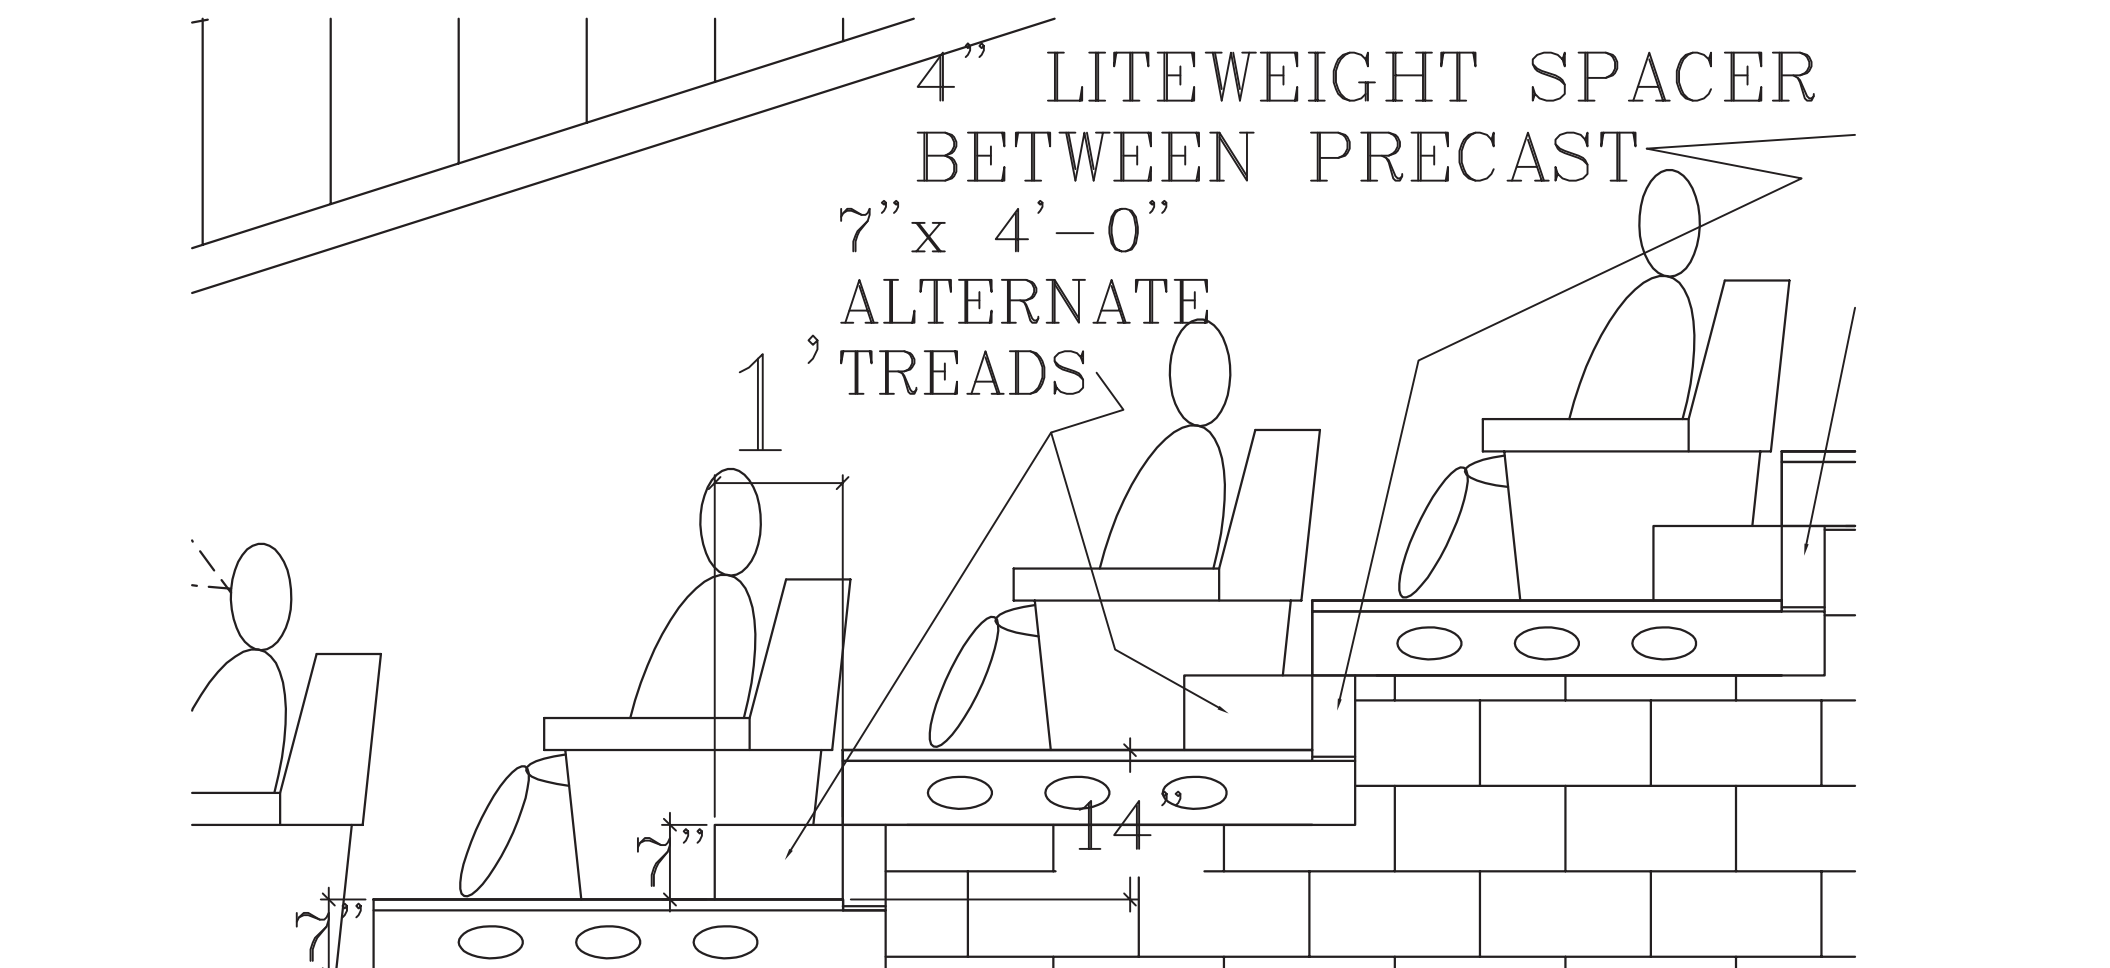 4" LITEWEIGHT SPACER
BETWEEN PRECAST
7"x 4'-0"
ALTERNATE
TREADS
1'
14"
7"
7"